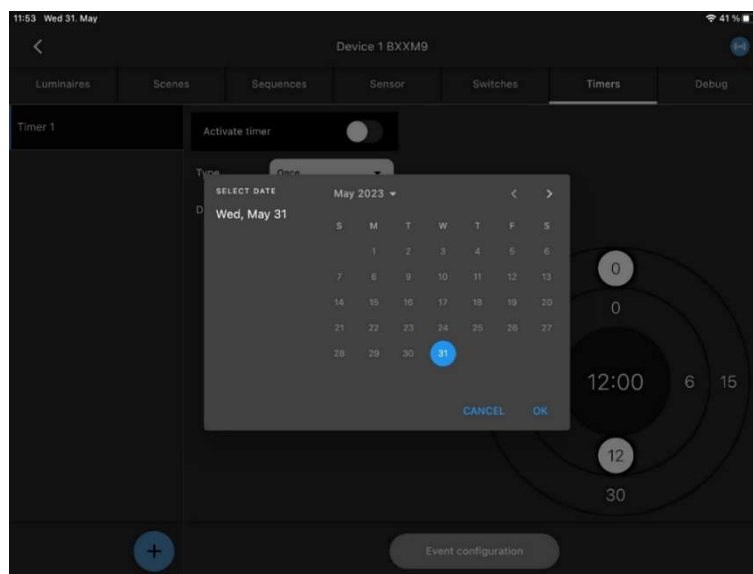 11:53 Wed 31. May 41 %
Device 1 BXXM9
Luminaires Scenes Sequences Sensor Switches Timers Debug
Timer 1
Activate timer
Type Once
D
SELECT DATE
Wed, May 31
May 2023
S M T W T F S
1 2 3 4 5 6
7 8 9 10 11 12 13
14 15 16 17 18 19 20
21 22 23 24 25 26 27
28 29 30 31
CANCEL OK
0
0
12:00 6 15
12
30
+
Event configuration